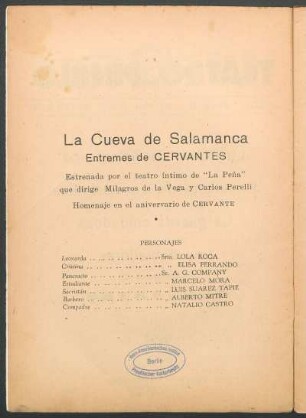 La Cueva de Salamanca
Entremes de CERVANTES
Estrenado por el teatro íntimo de "La Peña"
que dirige Milagros de la Vega y Carlos Perelli
Homenaje en el aniversario de CERVANTE
PERSONAJES
Leonarda .. .. .. .. .. .. .. .. Srta. LOLA ROCA
Cristina .. .. .. .. .. .. .. .. „ ELISA FERRANDO
Pancracio .. .. .. .. .. .. .. Sr. A. G. COMPANY
Estudiante .. .. .. .. .. .. .. „ MARCELO MORA
Sacristán .. .. .. .. .. .. .. „ LUIS SUAREZ YAPIE
Barbero .. .. .. .. .. .. .. „ ALBERTO MITRE
Compadre .. .. .. .. .. .. .. „ NATALIO CASTRO
Berlin